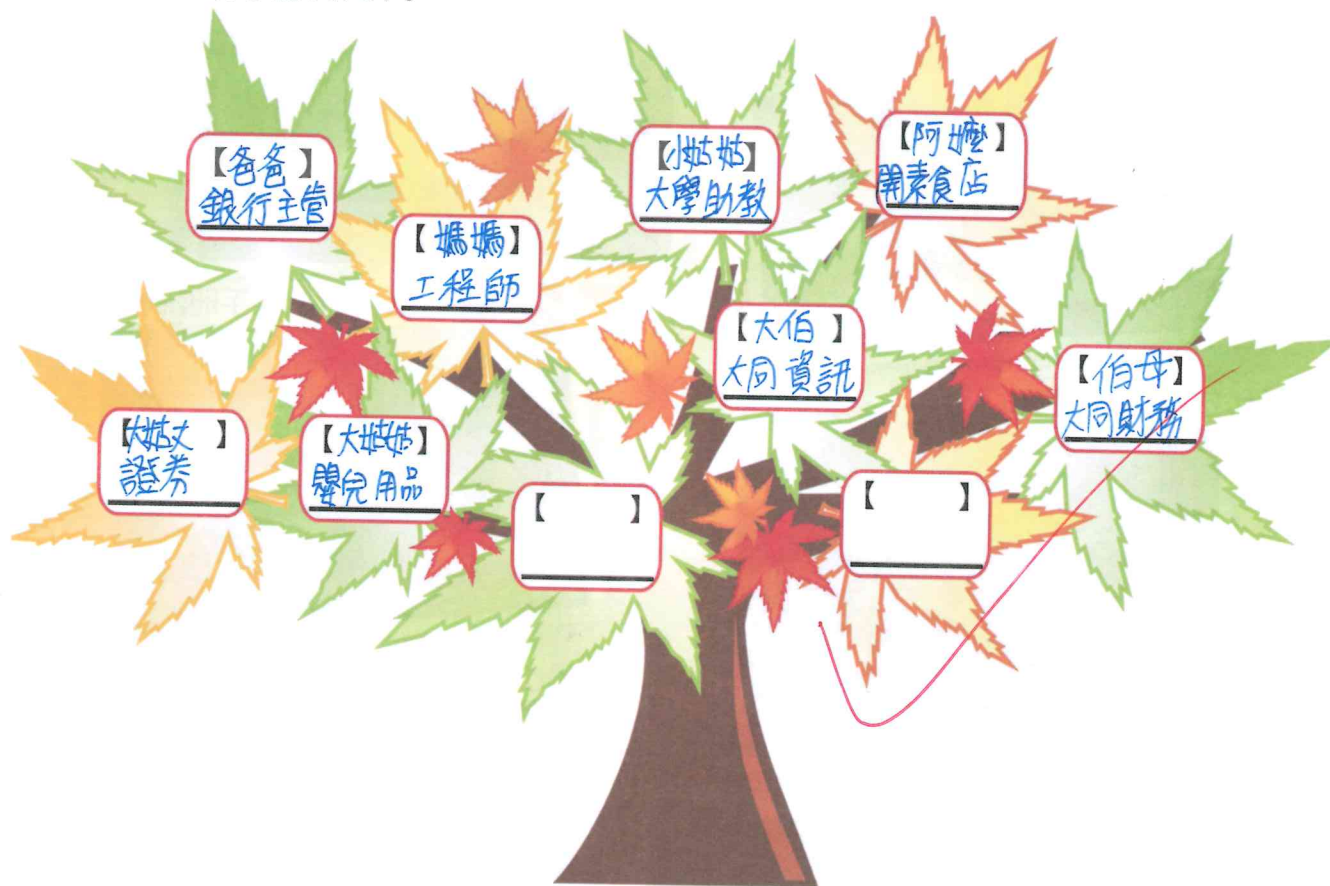 【爸爸】
銀行主管
【媽媽】
工程師
【小姑姑】
大學助教
【阿嬤】
開素食店
【大伯】
大同資訊
【伯母】
大同財務
【大姑丈】
證券
【大姑姑】
嬰兒用品
【 】
【 】